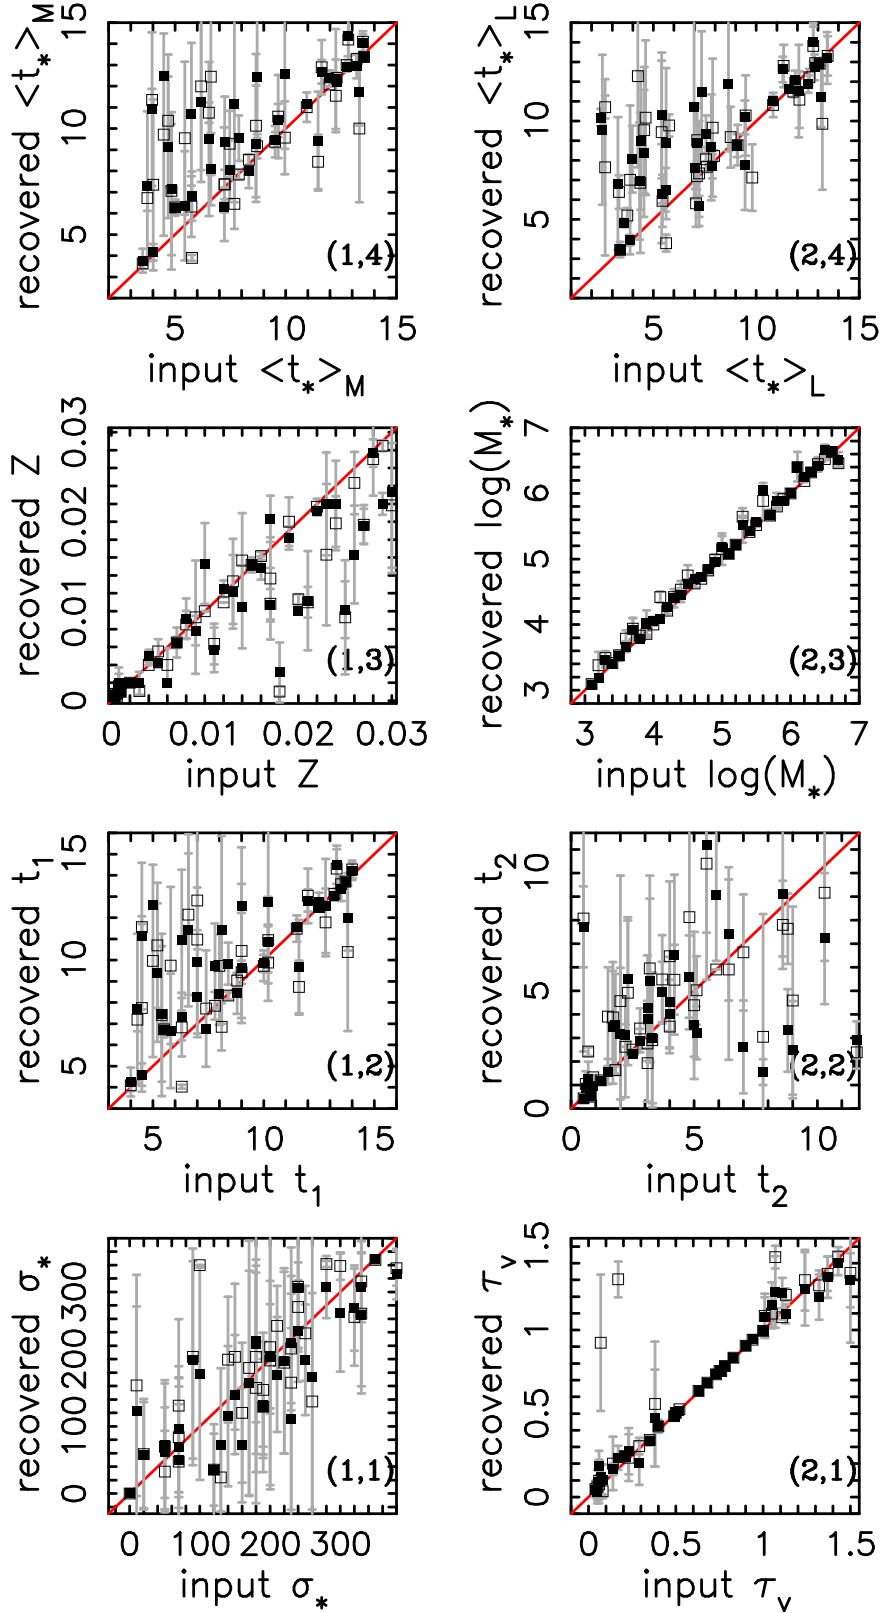 recovered <t*>M
15
10
5
(1,4)
5 10 15
input <t*>M
recovered <t*>L
15
10
5
(2,4)
5 10 15
input <t*>L
recovered Z
0.03
0.02
0.01
0
(1,3)
0 0.01 0.02 0.03
input Z
recovered log(M*)
7
6
5
4
3
(2,3)
3 4 5 6 7
input log(M*)
recovered t1
15
10
5
(1,2)
5 10 15
input t1
recovered t2
10
5
0
(2,2)
0 5 10
input t2
recovered σ*
300
200
100
0
(1,1)
0 100 200 300
input σ*
recovered τv
1.5
1
0.5
0
(2,1)
0 0.5 1 1.5
input τv